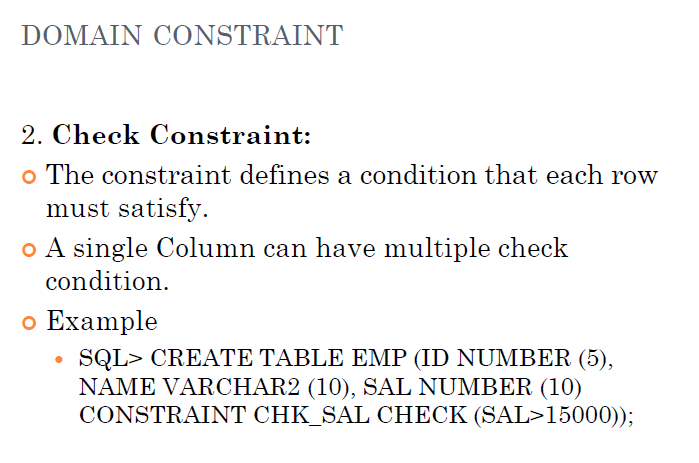 DOMAIN CONSTRAINT
2. Check Constraint:
The constraint defines a condition that each row
must satisfy.
A single Column can have multiple check
condition.
Example
SQL> CREATE TABLE EMP (ID NUMBER (5),
NAME VARCHAR2 (10), SAL NUMBER (10)
CONSTRAINT CHK_SAL CHECK (SAL>15000));